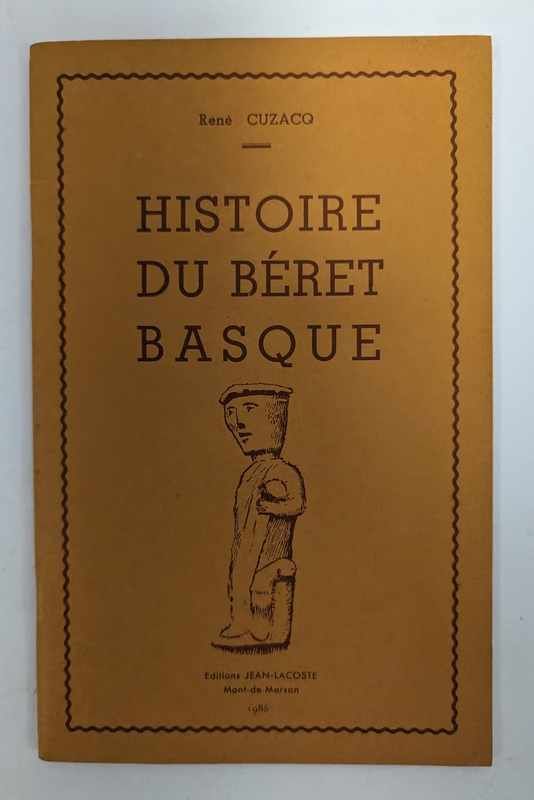 René CUZACQ
HISTOIRE
DU BÉRET
BASQUE
Editions JEAN-LACOSTE
Mont-de Marsan
1986